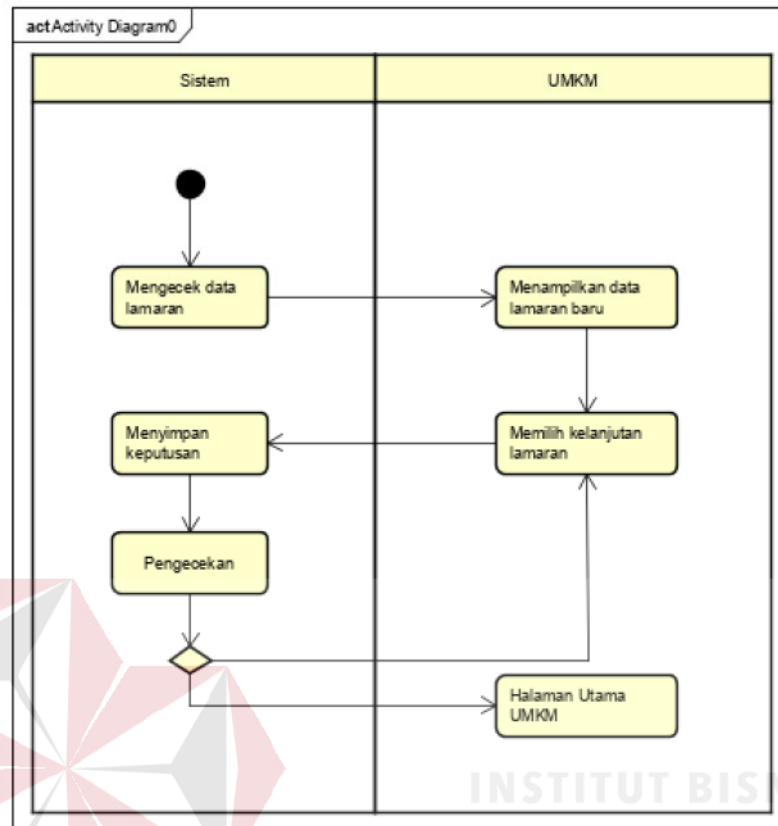 act Activity Diagram0
Sistem
UMKM
Mengecek data
lamaran
Menampilkan data
lamaran baru
Menyimpan
keputusan
Memilih kelanjutan
lamaran
Pengecekan
Halaman Utama
UMKM
INSTITUT BISN